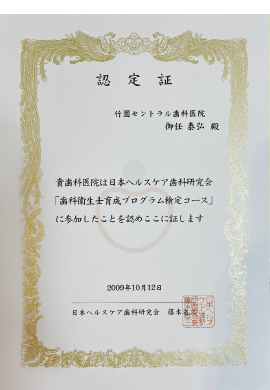 認定証
竹園セントラル歯科医院
御任 泰弘 殿
貴歯科医院は日本ヘルスケア歯科研究会
「歯科衛生士育成プログラム検定コース」
に参加したことを認めここに証します
2009年10月12日
日本ヘルスケア歯科研究会 藤木省三